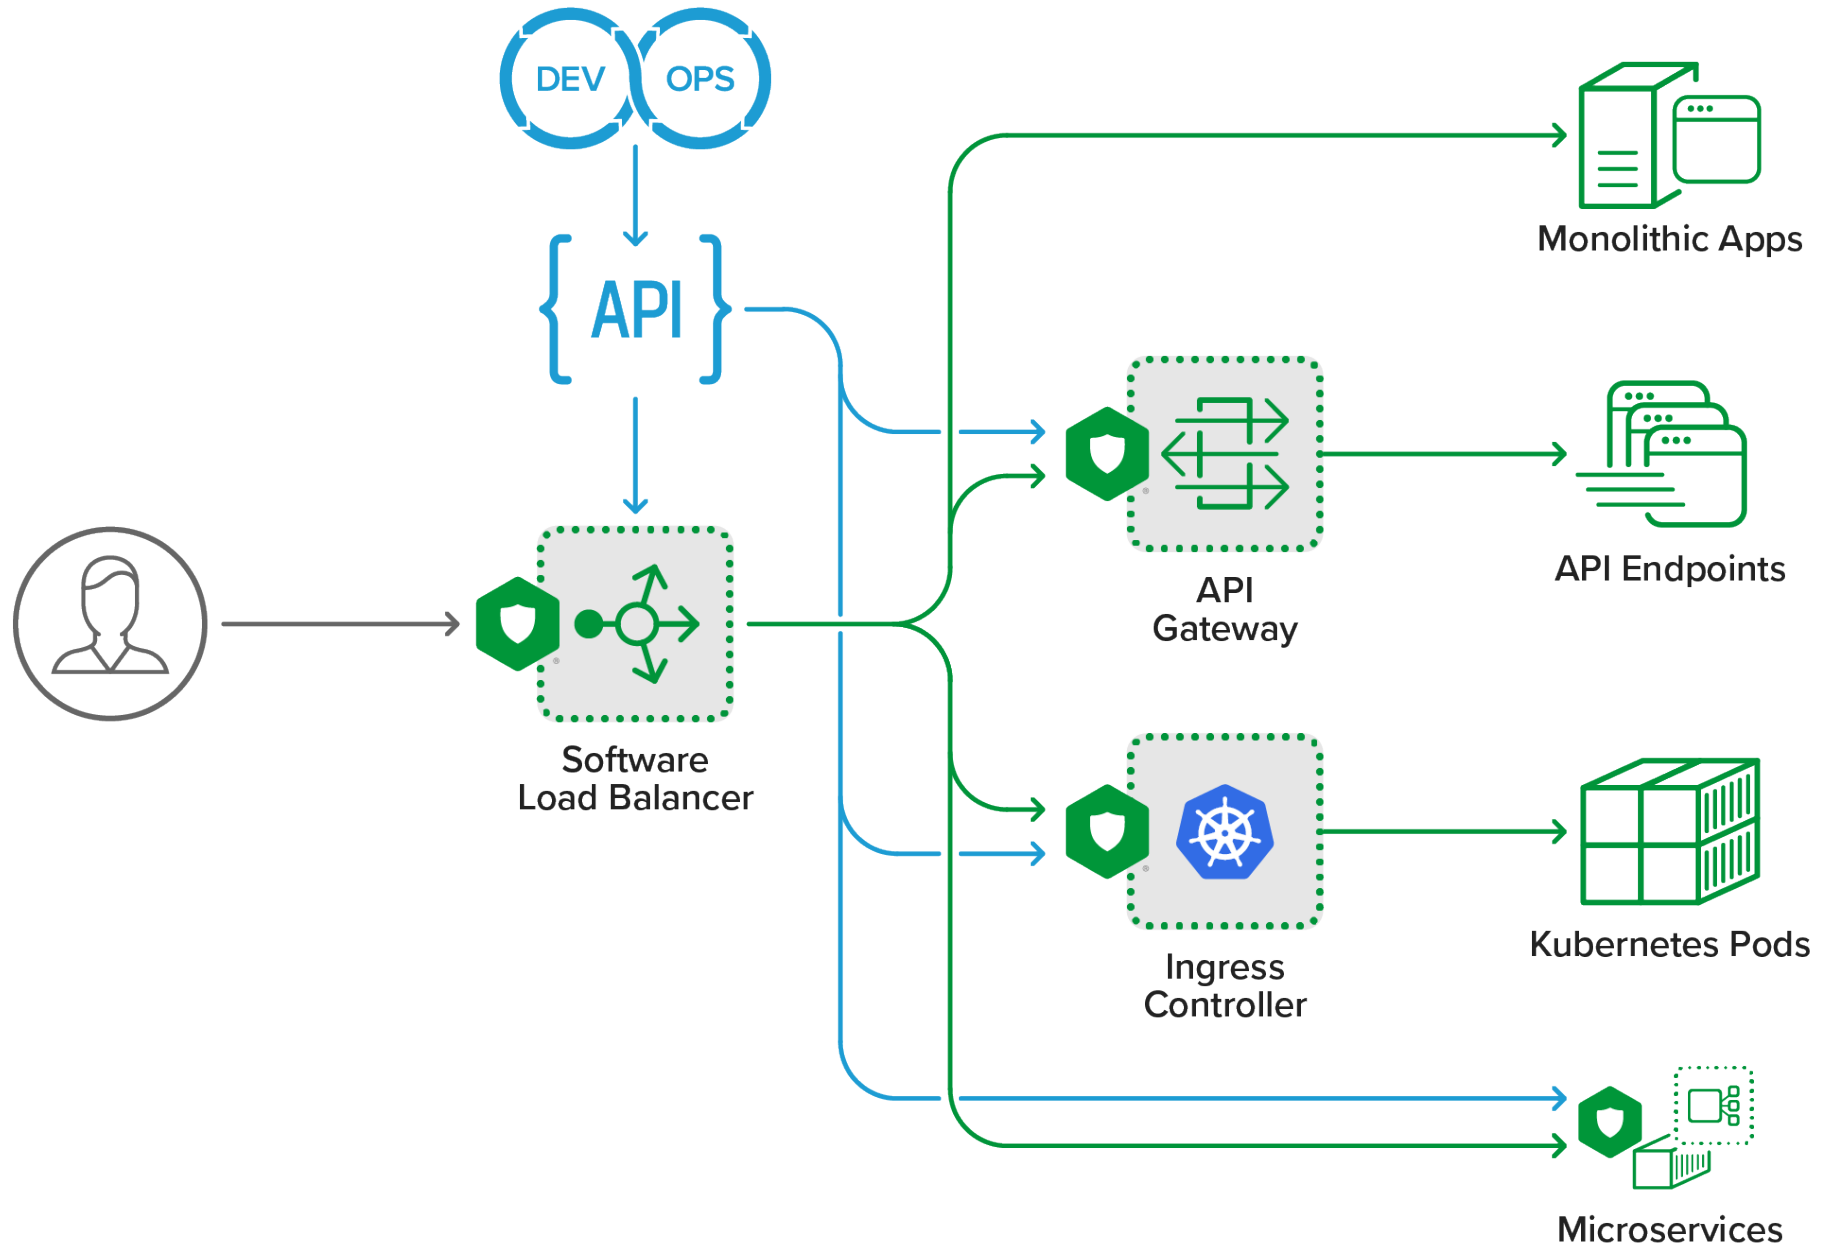 DEV OPS
API
Monolithic Apps
API
Gateway
API Endpoints
Software
Load Balancer
Ingress
Controller
Kubernetes Pods
Microservices